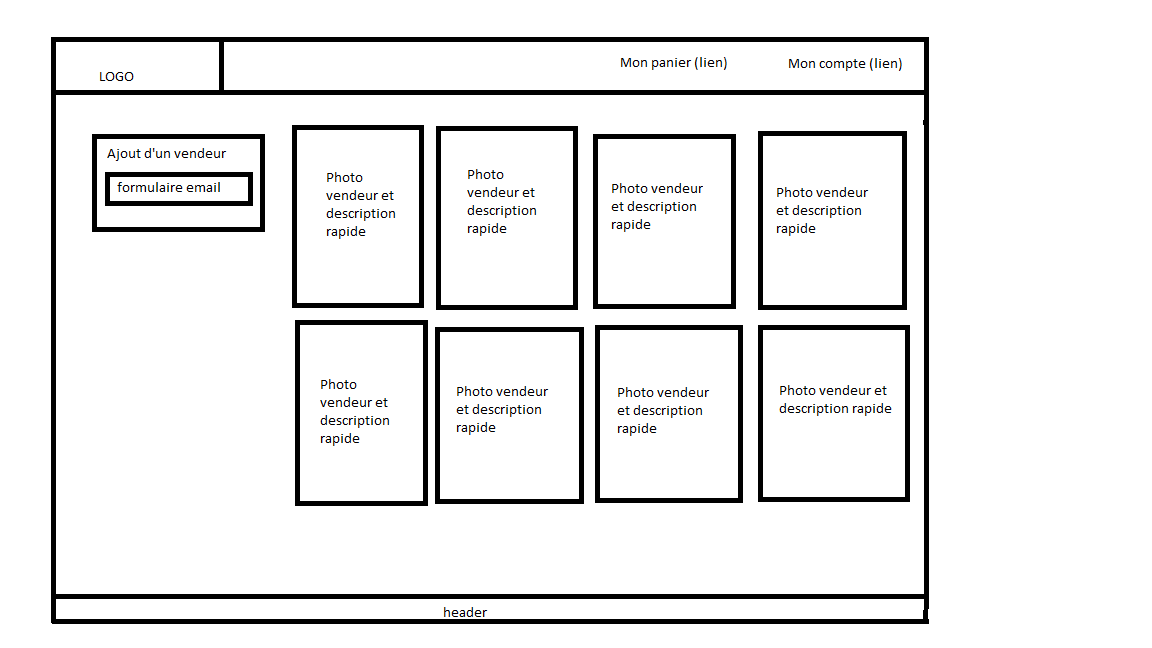 LOGO
Mon panier (lien)
Mon compte (lien)
Ajout d'un vendeur
formulaire email
Photo
vendeur et
description
rapide
Photo
vendeur et
description
rapide
Photo vendeur
et description
rapide
Photo vendeur
et description
rapide
Photo
vendeur et
description
rapide
Photo vendeur
et description
rapide
Photo vendeur
et description
rapide
Photo vendeur et
description rapide
header